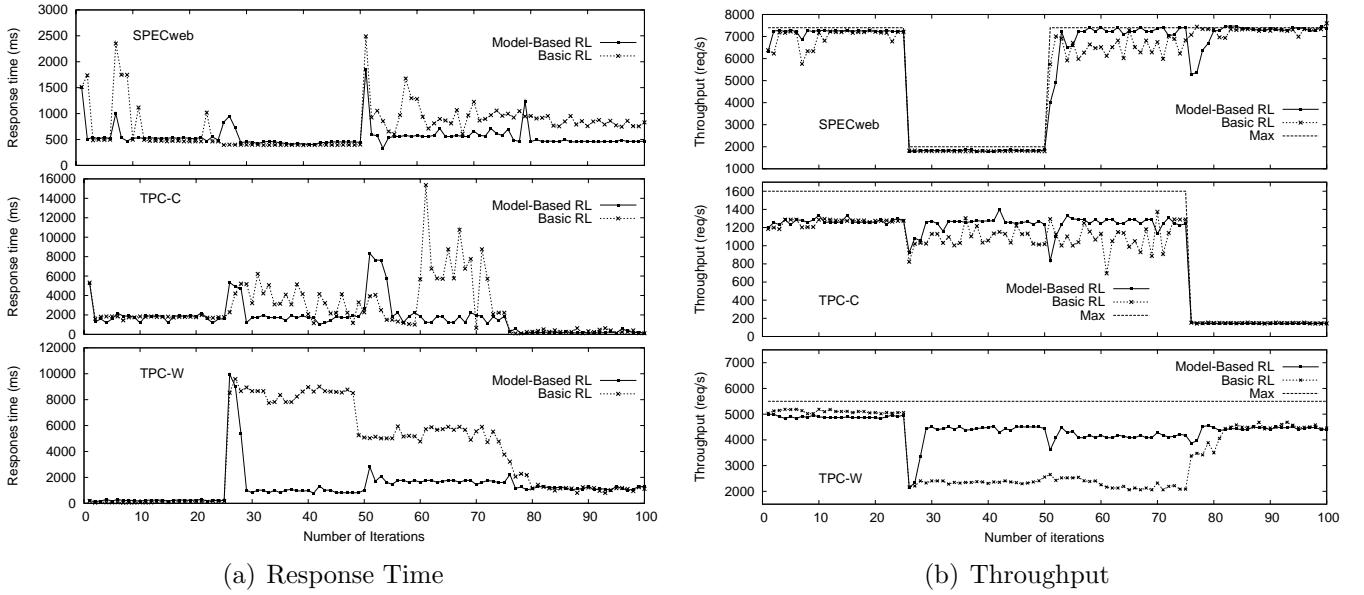 3000
2500
2000
1500
1000
500
0
Response time (ms)
SPECweb
Model-Based RL
Basic RL
16000
14000
12000
10000
8000
6000
4000
2000
0
Response time (ms)
TPC-C
Model-Based RL
Basic RL
12000
10000
8000
6000
4000
2000
0
Respones time (ms)
TPC-W
Model-Based RL
Basic RL
0 10 20 30 40 50 60 70 80 90 100
Number of Iterations
(a) Response Time
8000
7000
6000
5000
4000
3000
2000
1000
Throughput (req/s)
SPECweb
Model-Based RL
Basic RL
Max
1600
1400
1200
1000
800
600
400
200
0
Throughput (req/s)
TPC-C
Model-Based RL
Basic RL
Max
7000
6000
5000
4000
3000
2000
Throughput (req/s)
TPC-W
Model-Based RL
Basic RL
Max
0 10 20 30 40 50 60 70 80 90 100
Number of iterations
(b) Throughput